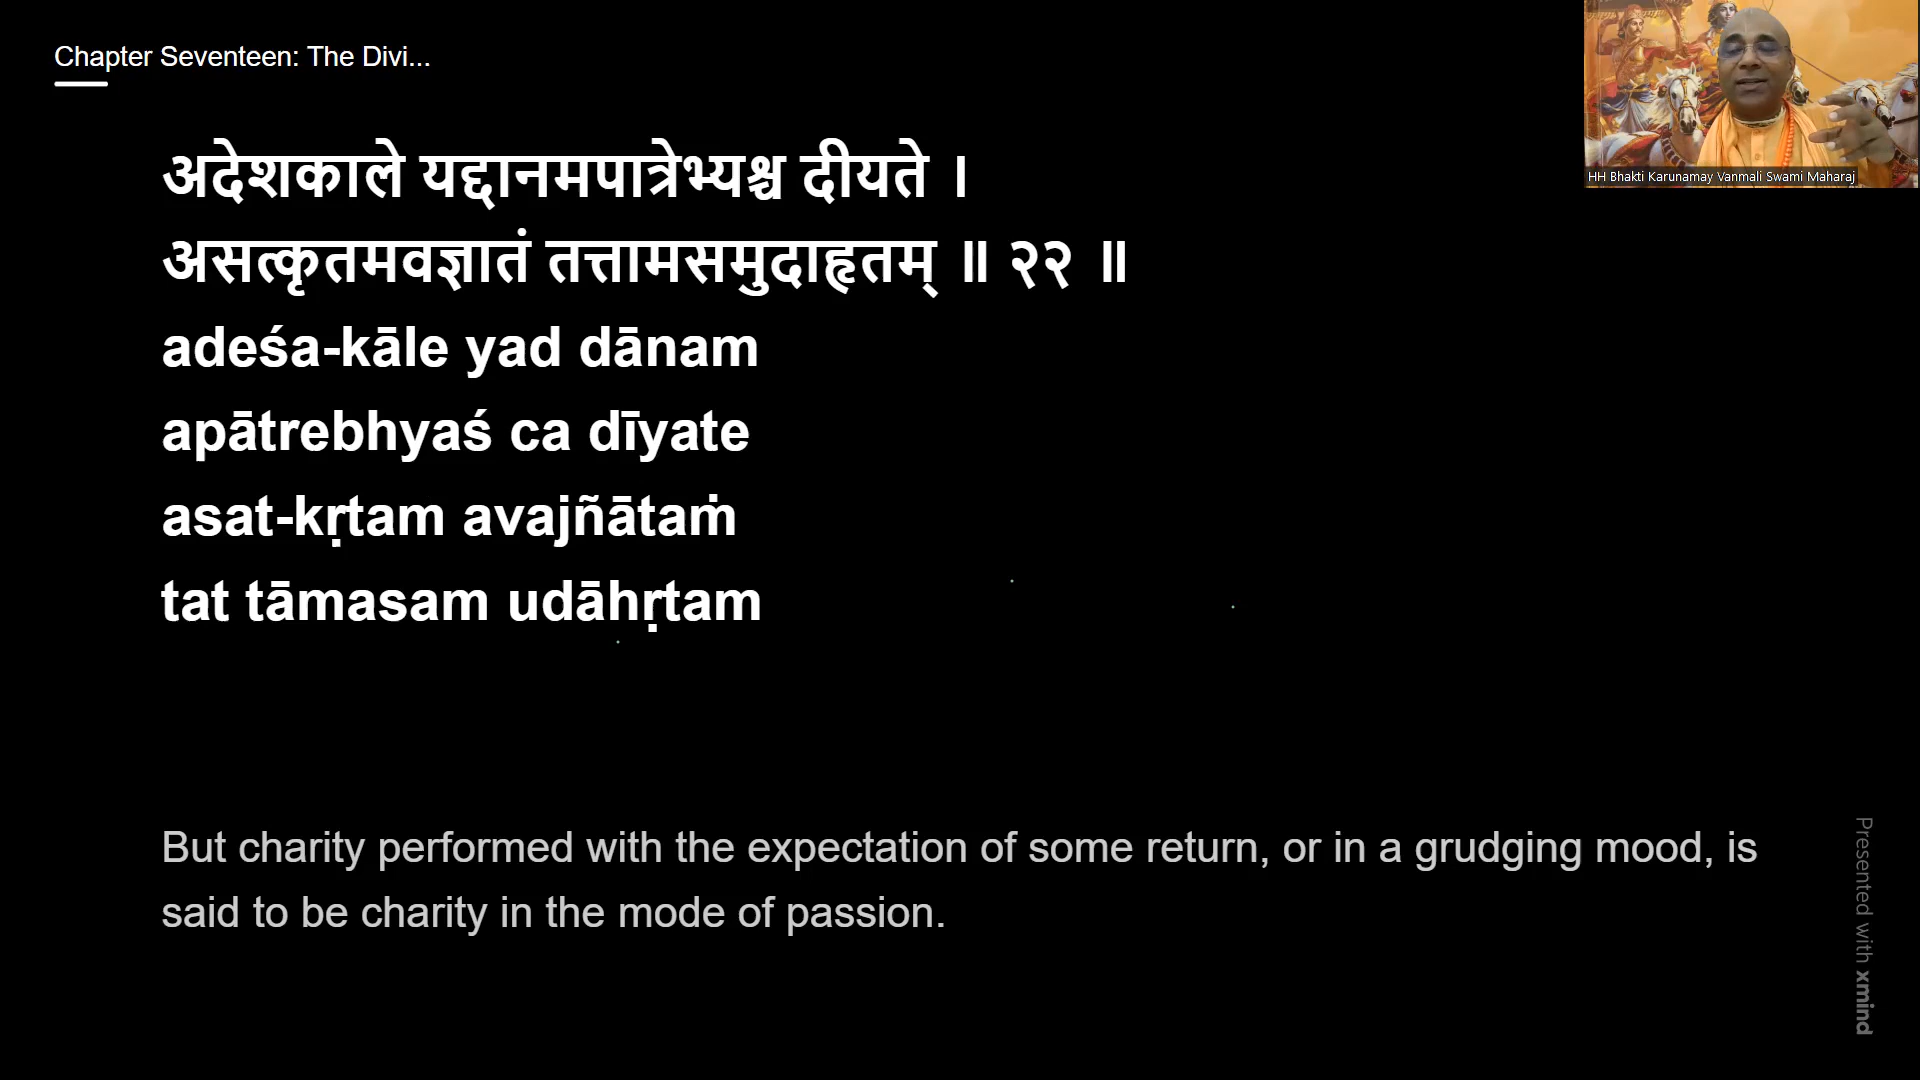 Chapter Seventeen: The Divi...
HH Bhakti Karunamay Vanmali Swami Maharaj
अदेशकाले यद्दानमपात्रेभ्यश्च दीयते ।
असत्कृतमवज्ञातं तत्तामसमुदाहृतम् ॥ २२ ॥
adeśa-kāle yad dānam
apātrebhyaś ca dīyate
asat-kṛtam avajñātaṁ
tat tāmasam udāhṛtam
But charity performed with the expectation of some return, or in a grudging mood, is
said to be charity in the mode of passion.
Presented with xmind